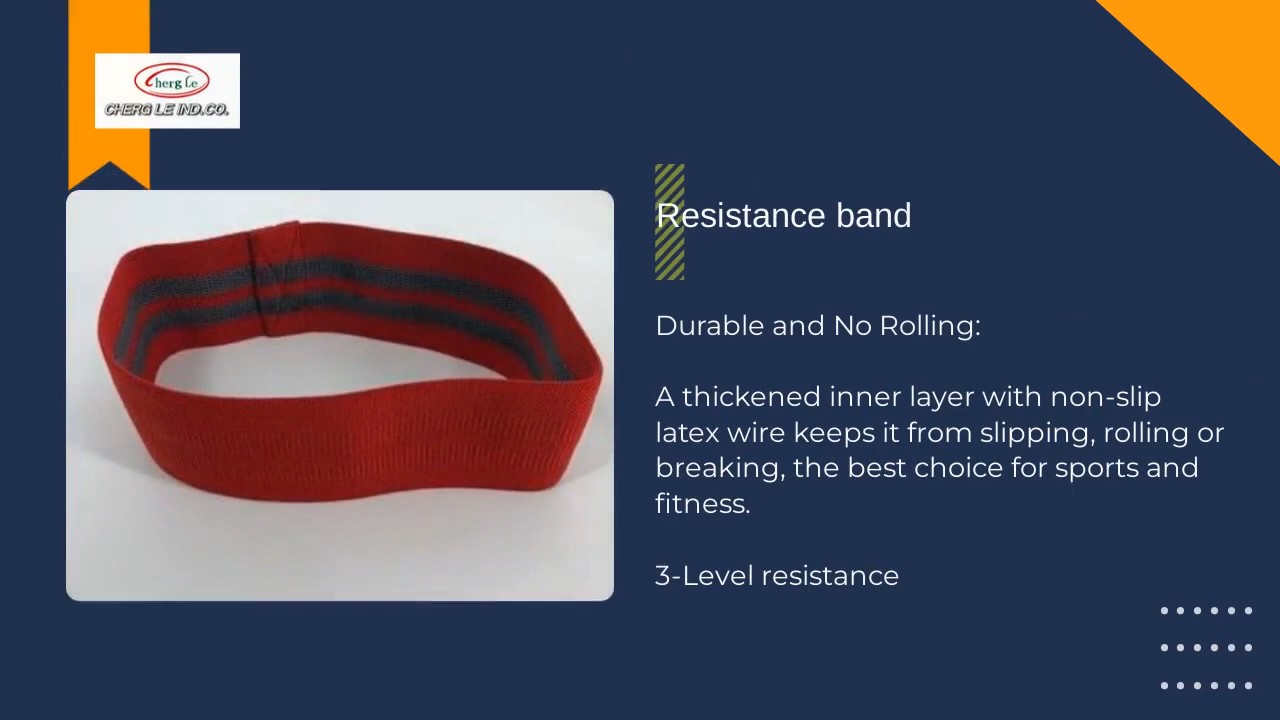 Cherg Le
CHERG LE IND.CO.
Resistance band
Durable and No Rolling:
A thickened inner layer with non-slip
latex wire keeps it from slipping, rolling or
breaking, the best choice for sports and
fitness.
3-Level resistance